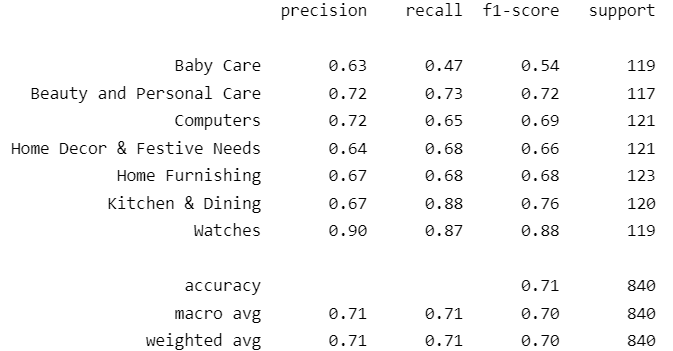 precision recall f1-score support
Baby Care 0.63 0.47 0.54 119
Beauty and Personal Care 0.72 0.73 0.72 117
Computers 0.72 0.65 0.69 121
Home Decor & Festive Needs 0.64 0.68 0.66 121
Home Furnishing 0.67 0.68 0.68 123
Kitchen & Dining 0.67 0.88 0.76 120
Watches 0.90 0.87 0.88 119
accuracy 0.71 840
macro avg 0.71 0.71 0.70 840
weighted avg 0.71 0.71 0.70 840